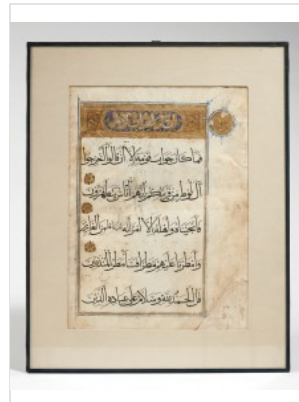 فما كان جواب قومه الا ان قالوا اخرجوا
آل لوط من قريتكم انهم اناس يتطهرون
فانجيناه واهله الا امراته قدرناها من الغابرين
وامطرنا عليهم مطرا فساء مطر المنذرين
قل الحمد لله وسلام على عباده الذين